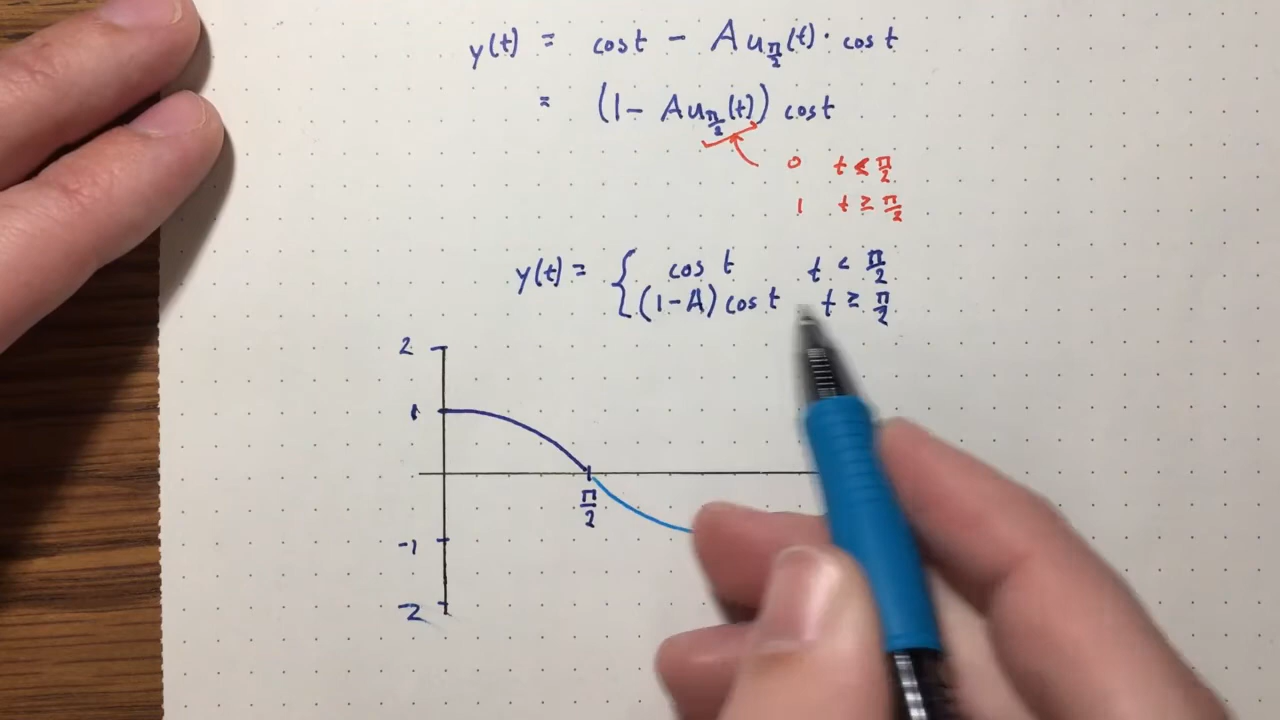 y(t) = cos t − A u_{π/2}(t) · cos t
= (1 − A u_{π/2}(t)) cos t
0 t < π/2
1 t ≥ π/2
y(t) = { cos t t < π/2
(1−A) cos t t ≥ π/2
2
1
π/2
-1
-2